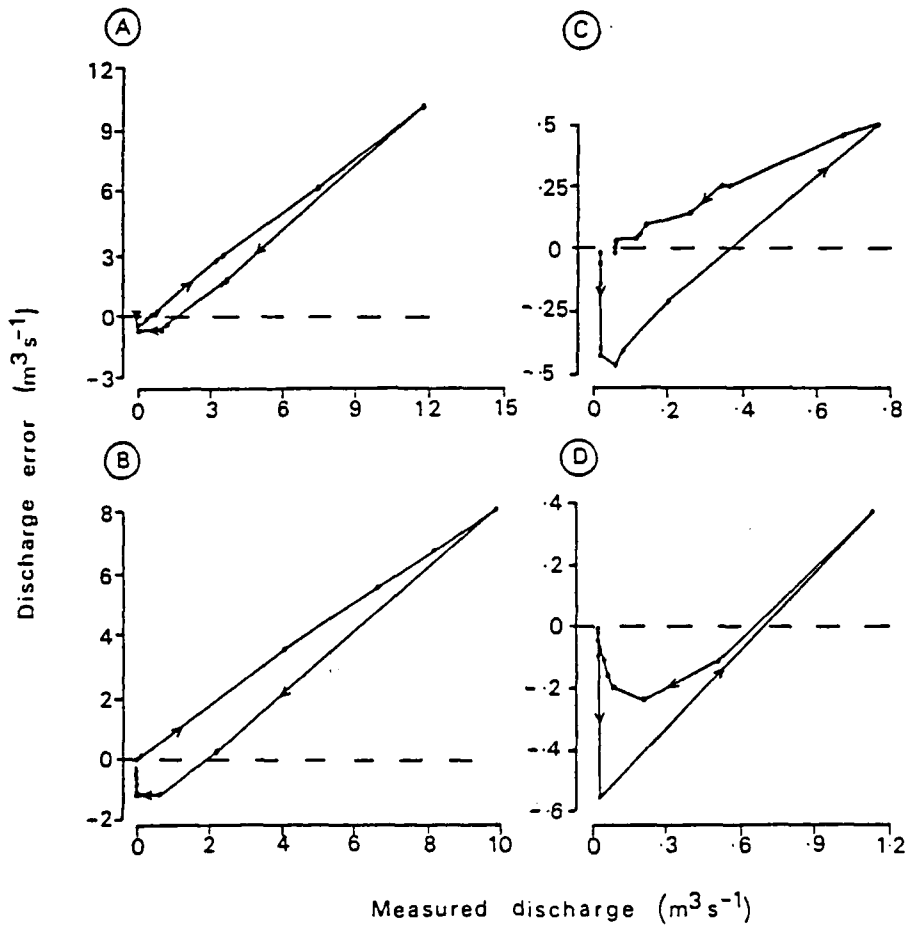 A
12
9
6
3
0
-3
0 3 6 9 12 15
C
.5
.25
0
-.25
-.5
0 .2 .4 .6 .8
B
8
6
4
2
0
-2
0 2 4 6 8 10
D
.4
.2
0
-.2
-.4
-.6
0 .3 .6 .9 1.2
Discharge error (m³s⁻¹)
Measured discharge (m³s⁻¹)